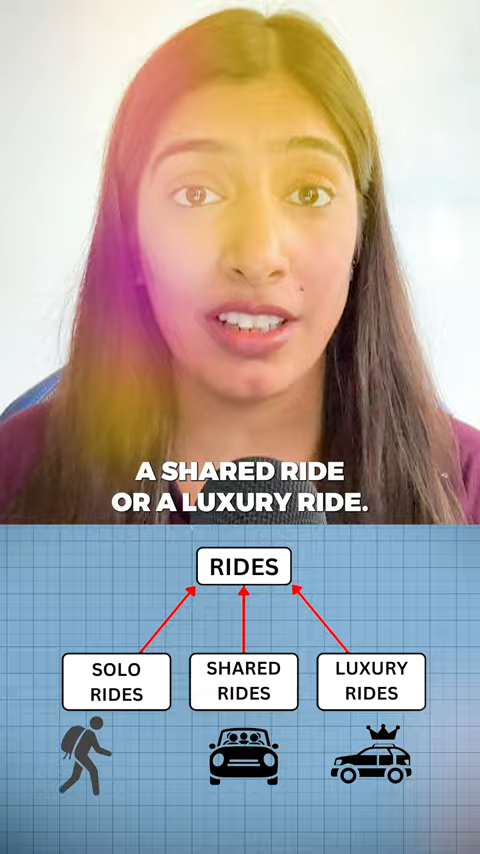 A SHARED RIDE
OR A LUXURY RIDE.
RIDES
SOLO
RIDES
SHARED
RIDES
LUXURY
RIDES